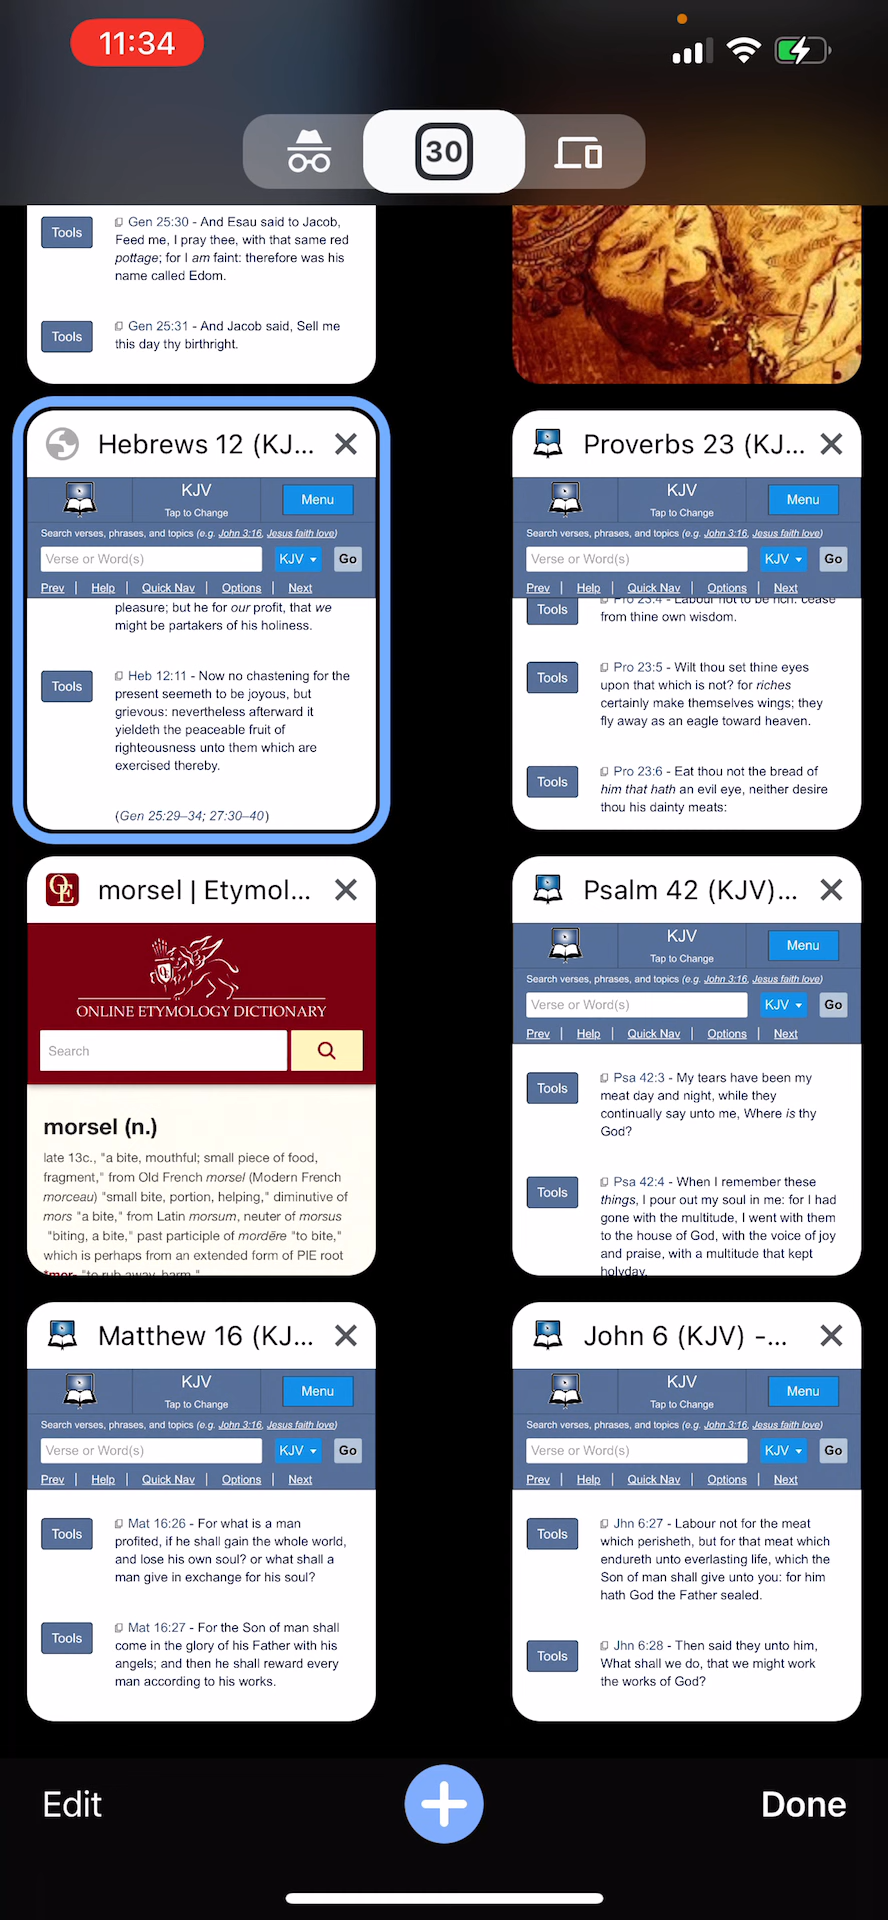 11:34
30
Tools
Gen 25:30 - And Esau said to Jacob,
Feed me, I pray thee, with that same red
pottage; for I am faint: therefore was his
name called Edom.
Tools
Gen 25:31 - And Jacob said, Sell me
this day thy birthright.
Hebrews 12 (KJ...
KJV
Tap to Change
Menu
Search verses, phrases, and topics (e.g. John 3:16, Jesus faith love)
Verse or Word(s)
KJV
Go
Prev | Help | Quick Nav | Options | Next
pleasure; but he for our profit, that we
might be partakers of his holiness.
Tools
Heb 12:11 - Now no chastening for the
present seemeth to be joyous, but
grievous: nevertheless afterward it
yieldeth the peaceable fruit of
righteousness unto them which are
exercised thereby.
(Gen 25:29–34; 27:30–40)
Proverbs 23 (KJ...
KJV
Tap to Change
Menu
Search verses, phrases, and topics (e.g. John 3:16, Jesus faith love)
Verse or Word(s)
KJV
Go
Prev | Help | Quick Nav | Options | Next
Tools
Pro 23:4 - Labour not to be rich: cease
from thine own wisdom.
Tools
Pro 23:5 - Wilt thou set thine eyes
upon that which is not? for riches
certainly make themselves wings; they
fly away as an eagle toward heaven.
Tools
Pro 23:6 - Eat thou not the bread of
him that hath an evil eye, neither desire
thou his dainty meats:
OE
morsel | Etymol...
ONLINE ETYMOLOGY DICTIONARY
Search
morsel (n.)
late 13c., "a bite, mouthful; small piece of food,
fragment," from Old French morsel (Modern French
morceau) "small bite, portion, helping," diminutive of
mors "a bite," from Latin morsum, neuter of morsus
"biting, a bite," past participle of mordēre "to bite,"
which is perhaps from an extended form of PIE root
*mer- "to rub away, harm."
Psalm 42 (KJV)...
KJV
Tap to Change
Menu
Search verses, phrases, and topics (e.g. John 3:16, Jesus faith love)
Verse or Word(s)
KJV
Go
Prev | Help | Quick Nav | Options | Next
Tools
Psa 42:3 - My tears have been my
meat day and night, while they
continually say unto me, Where is thy
God?
Tools
Psa 42:4 - When I remember these
things, I pour out my soul in me: for I had
gone with the multitude, I went with them
to the house of God, with the voice of joy
and praise, with a multitude that kept
holyday.
Matthew 16 (KJ...
KJV
Tap to Change
Menu
Search verses, phrases, and topics (e.g. John 3:16, Jesus faith love)
Verse or Word(s)
KJV
Go
Prev | Help | Quick Nav | Options | Next
Tools
Mat 16:26 - For what is a man
profited, if he shall gain the whole world,
and lose his own soul? or what shall a
man give in exchange for his soul?
Tools
Mat 16:27 - For the Son of man shall
come in the glory of his Father with his
angels; and then he shall reward every
man according to his works.
John 6 (KJV) -...
KJV
Tap to Change
Menu
Search verses, phrases, and topics (e.g. John 3:16, Jesus faith love)
Verse or Word(s)
KJV
Go
Prev | Help | Quick Nav | Options | Next
Tools
Jhn 6:27 - Labour not for the meat
which perisheth, but for that meat which
endureth unto everlasting life, which the
Son of man shall give unto you: for him
hath God the Father sealed.
Tools
Jhn 6:28 - Then said they unto him,
What shall we do, that we might work
the works of God?
Edit
Done